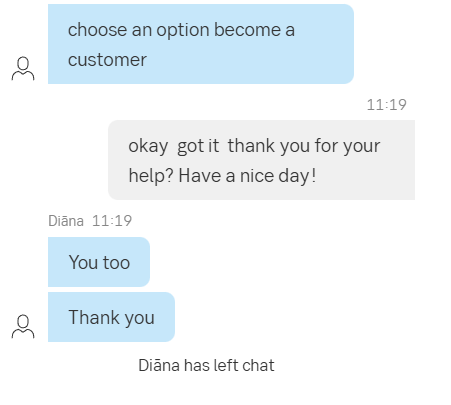 choose an option become a
customer
11:19
okay got it thank you for your
help? Have a nice day!
Diāna 11:19
You too
Thank you
Diāna has left chat